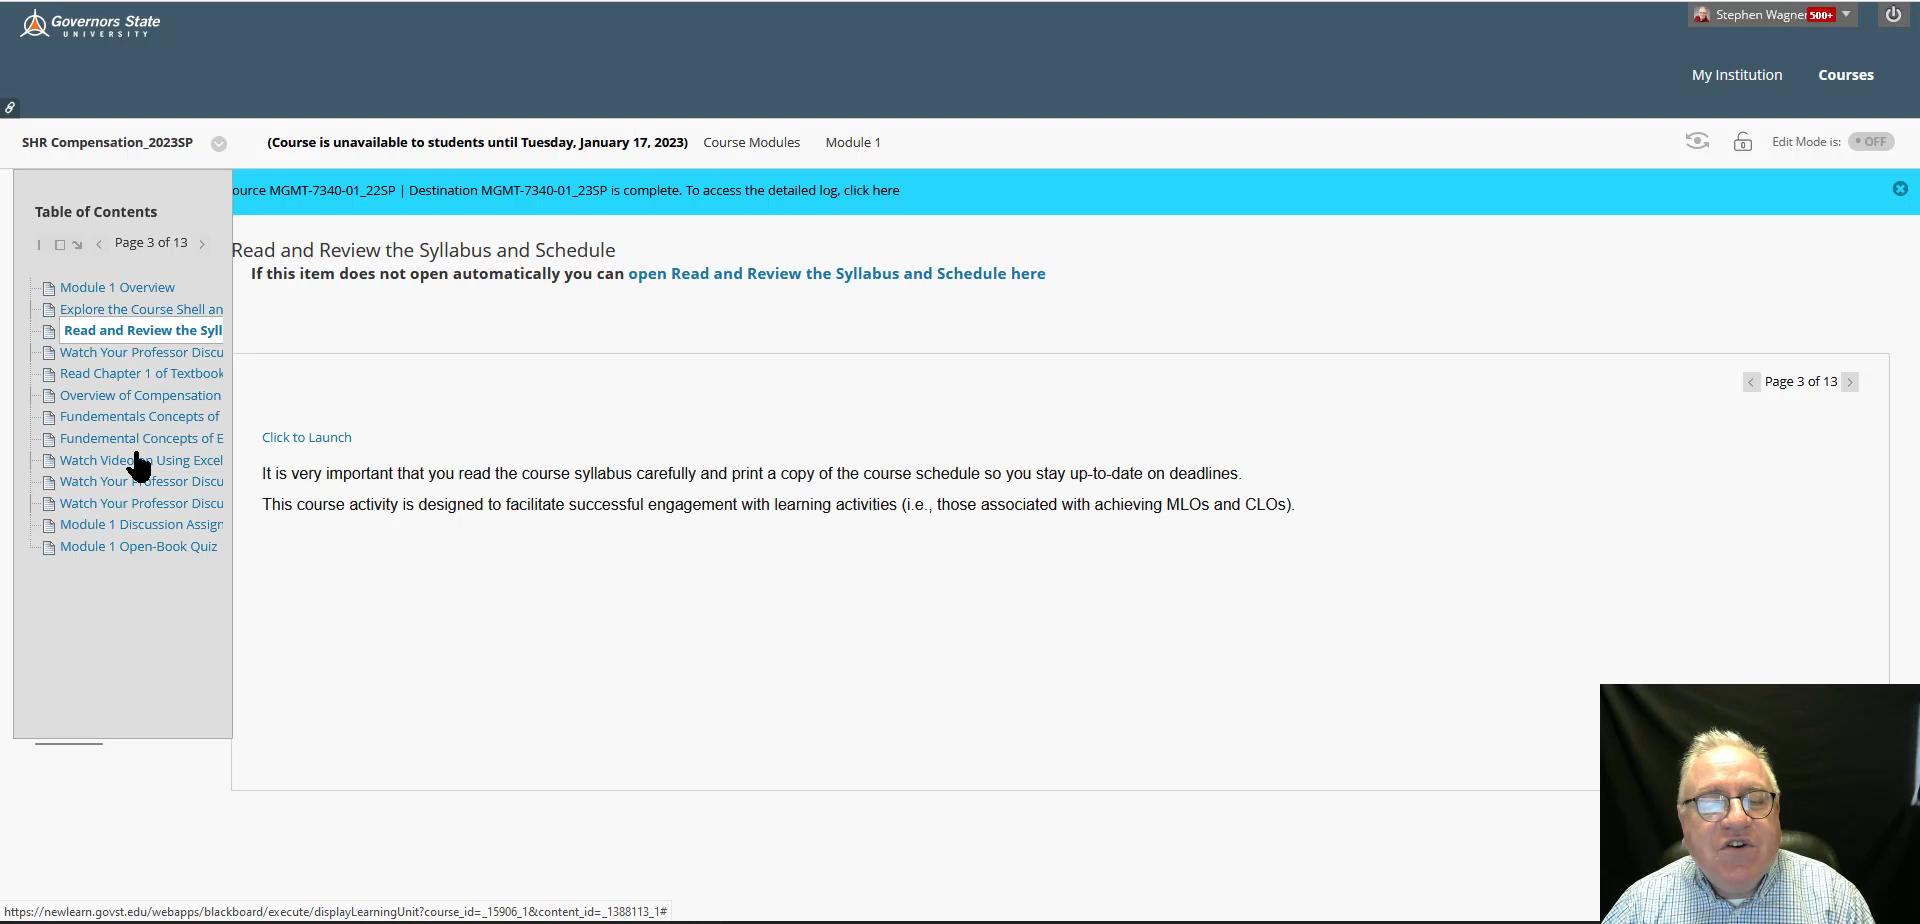 Governors State
UNIVERSITY
Stephen Wagner 500+
My Institution Courses
SHR Compensation_2023SP (Course is unavailable to students until Tuesday, January 17, 2023) Course Modules Module 1 Edit Mode is: OFF
ource MGMT-7340-01_22SP | Destination MGMT-7340-01_23SP is complete. To access the detailed log, click here
Table of Contents
Page 3 of 13
Module 1 Overview
Explore the Course Shell an
Read and Review the Syll
Watch Your Professor Discu
Read Chapter 1 of Textbook
Overview of Compensation
Fundamentals Concepts of
Fundemental Concepts of E
Watch Video Using Excel
Watch Your Professor Discu
Watch Your Professor Discu
Module 1 Discussion Assign
Module 1 Open-Book Quiz
Read and Review the Syllabus and Schedule
If this item does not open automatically you can open Read and Review the Syllabus and Schedule here
Page 3 of 13
Click to Launch
It is very important that you read the course syllabus carefully and print a copy of the course schedule so you stay up-to-date on deadlines.
This course activity is designed to facilitate successful engagement with learning activities (i.e., those associated with achieving MLOs and CLOs).
https://newlearn.govst.edu/webapps/blackboard/execute/displayLearningUnit?course_id=_15906_1&content_id=_1388113_1#